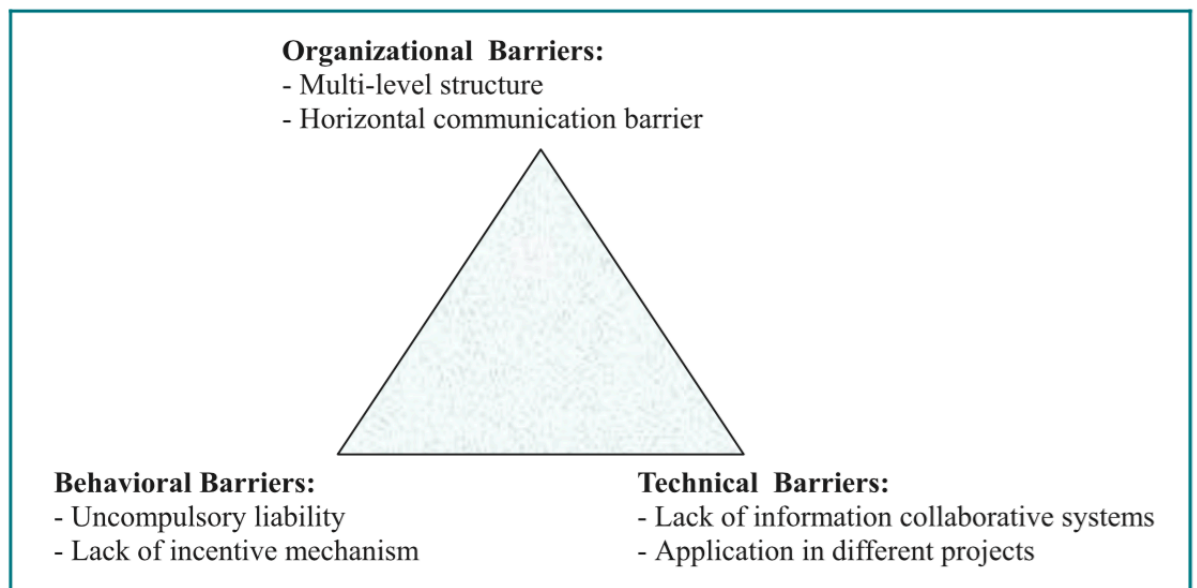 Organizational Barriers:
- Multi-level structure
- Horizontal communication barrier
Behavioral Barriers:
- Uncompulsory liability
- Lack of incentive mechanism
Technical Barriers:
- Lack of information collaborative systems
- Application in different projects